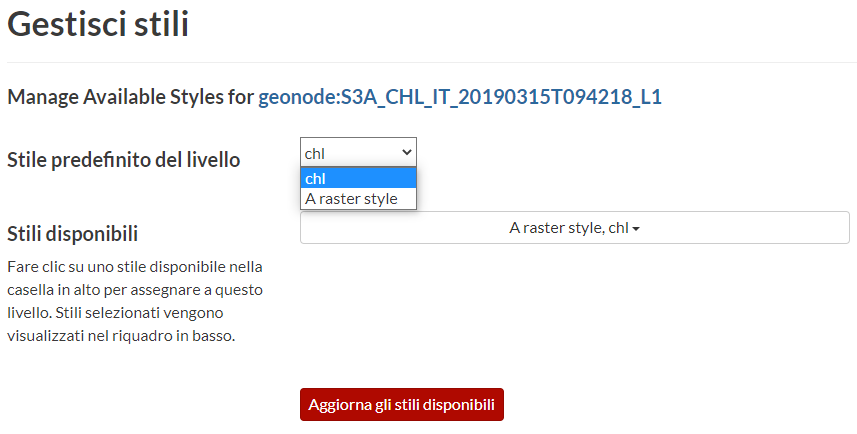 Gestisci stili
Manage Available Styles for geonode:S3A_CHL_IT_20190315T094218_L1
Stile predefinito del livello
chl
chl
A raster style
Stili disponibili
A raster style, chl
Fare clic su uno stile disponibile nella
casella in alto per assegnare a questo
livello. Stili selezionati vengono
visualizzati nel riquadro in basso.
Aggiorna gli stili disponibili